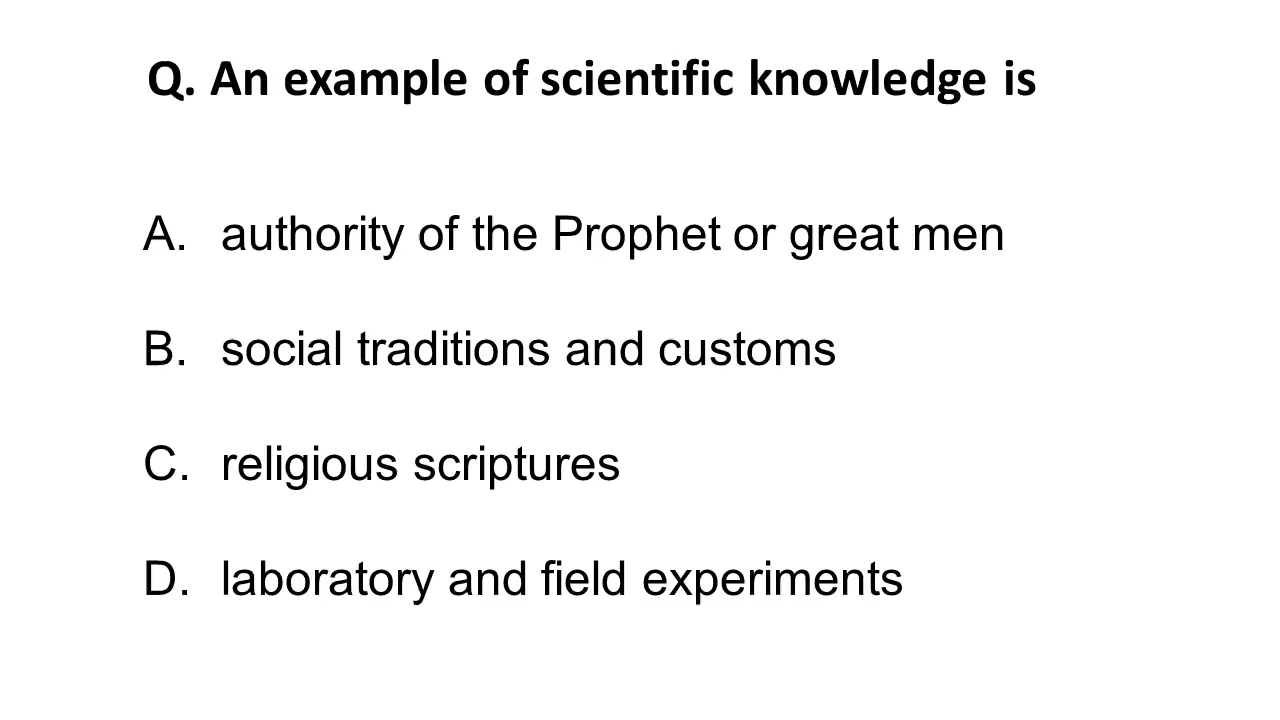 Q. An example of scientific knowledge is
A. authority of the Prophet or great men
B. social traditions and customs
C. religious scriptures
D. laboratory and field experiments